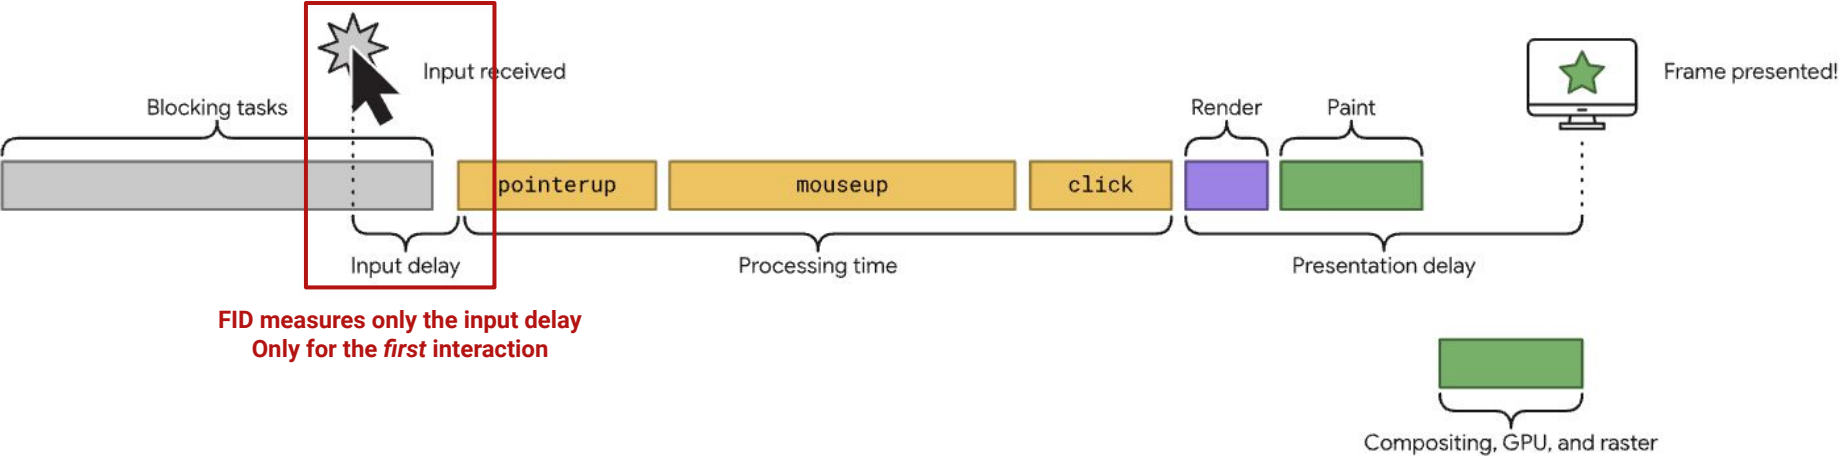 Input received
Frame presented!
Blocking tasks
Render
Paint
pointerup
mouseup
click
Input delay
Processing time
Presentation delay
FID measures only the input delay
Only for the first interaction
Compositing, GPU, and raster